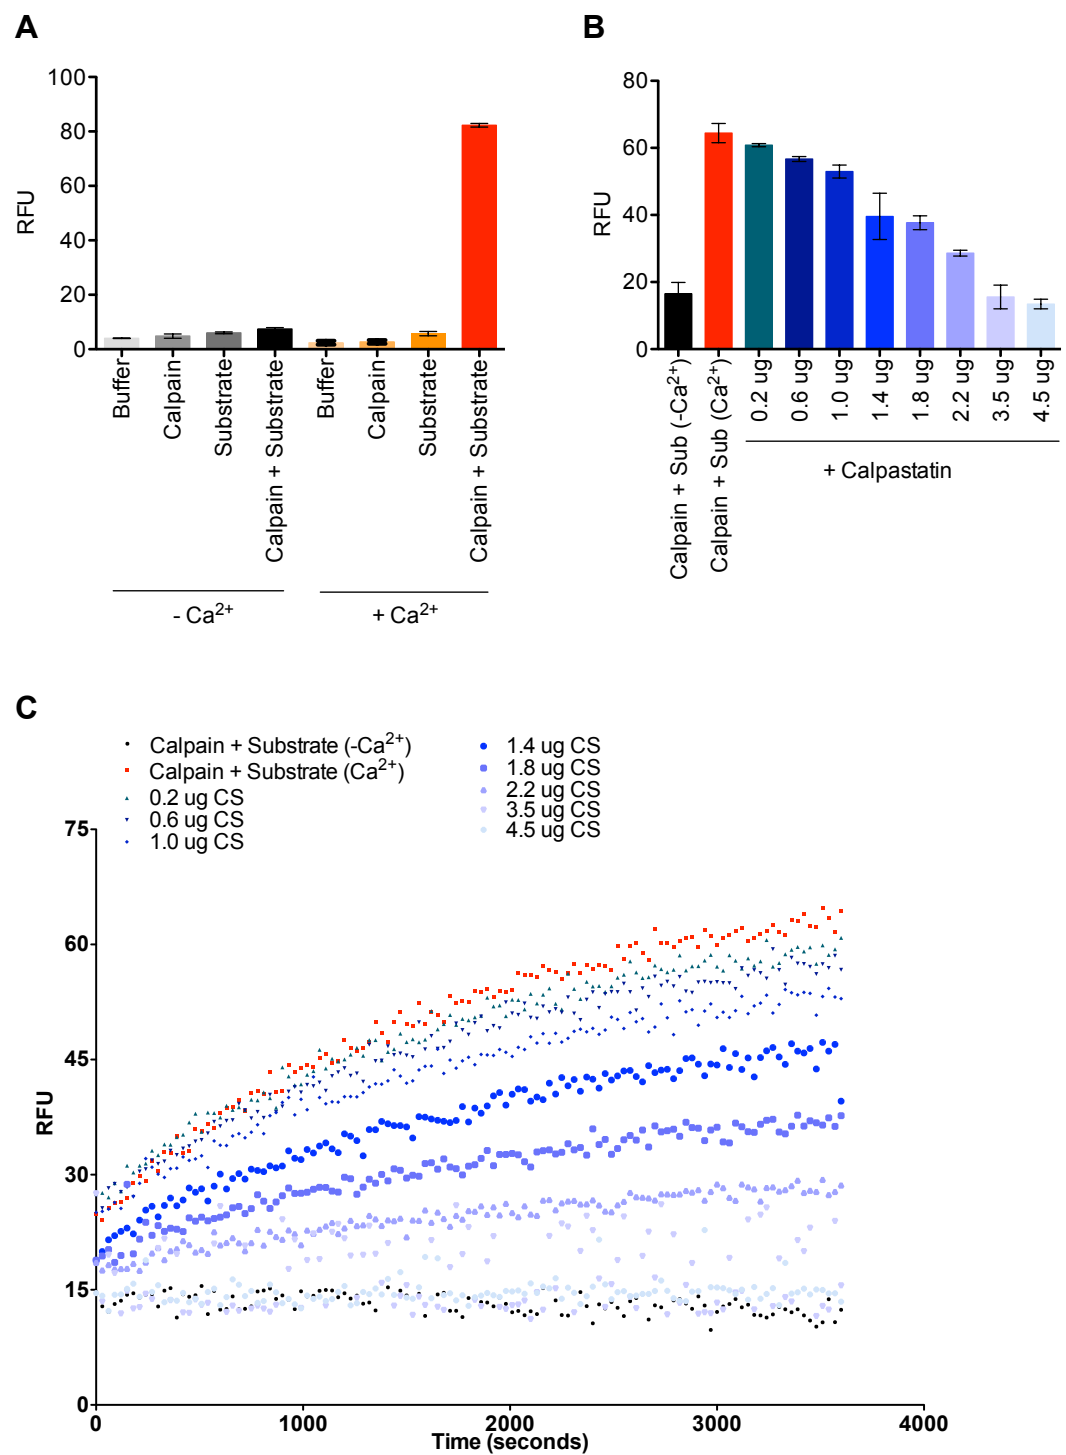 A
100
80
60
40
20
0
RFU
Buffer
Calpain
Substrate
Calpain + Substrate
Buffer
Calpain
Substrate
Calpain + Substrate
- Ca²⁺
+ Ca²⁺
B
80
60
40
20
0
RFU
Calpain + Sub (-Ca²⁺)
Calpain + Sub (Ca²⁺)
0.2 ug
0.6 ug
1.0 ug
1.4 ug
1.8 ug
2.2 ug
3.5 ug
4.5 ug
+ Calpastatin
C
Calpain + Substrate (-Ca²⁺)
Calpain + Substrate (Ca²⁺)
0.2 ug CS
0.6 ug CS
1.0 ug CS
1.4 ug CS
1.8 ug CS
2.2 ug CS
3.5 ug CS
4.5 ug CS
75
60
45
30
15
0
RFU
0 1000 2000 3000 4000
Time (seconds)